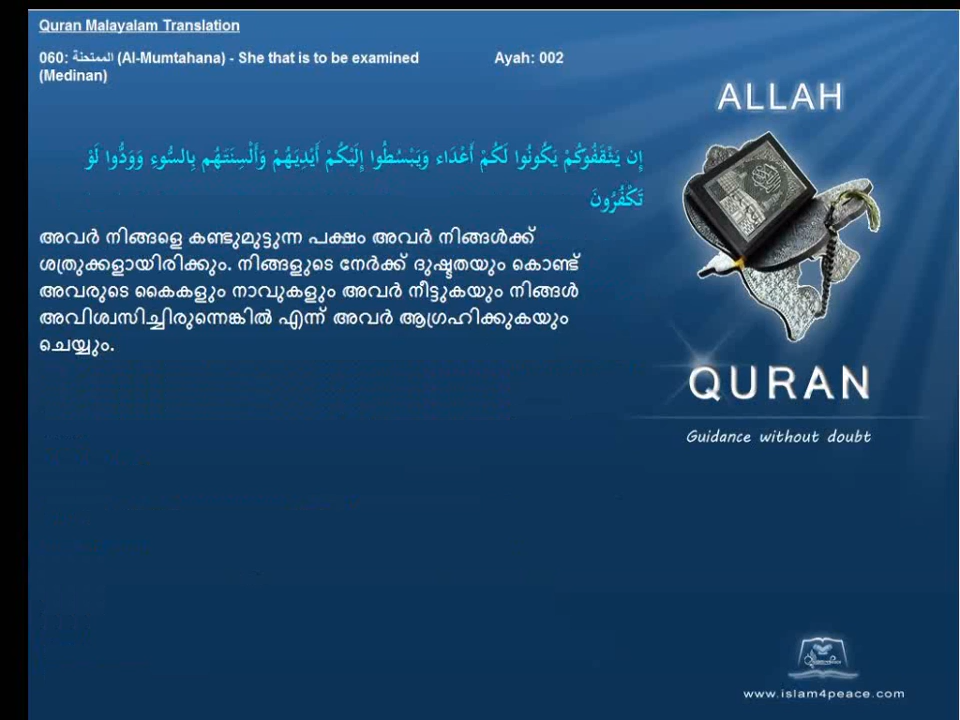 Quran Malayalam Translation
060: الممتحنة (Al-Mumtahana) - She that is to be examined Ayah: 002
(Medinan)
ALLAH
إِن يَثْقَفُوكُمْ يَكُونُوا لَكُمْ أَعْدَاء وَيَبْسُطُوا إِلَيْكُمْ أَيْدِيَهُمْ وَأَلْسِنَتَهُم بِالسُّوءِ وَوَدُّوا لَوْ
تَكْفُرُونَ
അവർ നിങ്ങളെ കണ്ടുമുട്ടുന്ന പക്ഷം അവർ നിങ്ങൾക്ക്
ശത്രുക്കളായിരിക്കും. നിങ്ങളുടെ നേർക്ക് ദുഷ്ടതയും കൊണ്ട്
അവരുടെ കൈകളും നാവുകളും അവർ നീട്ടുകയും നിങ്ങൾ
അവിശ്വസിച്ചിരുന്നെങ്കിൽ എന്ന് അവർ ആഗ്രഹിക്കുകയും
ചെയ്യും.
QURAN
Guidance without doubt
www.islam4peace.com